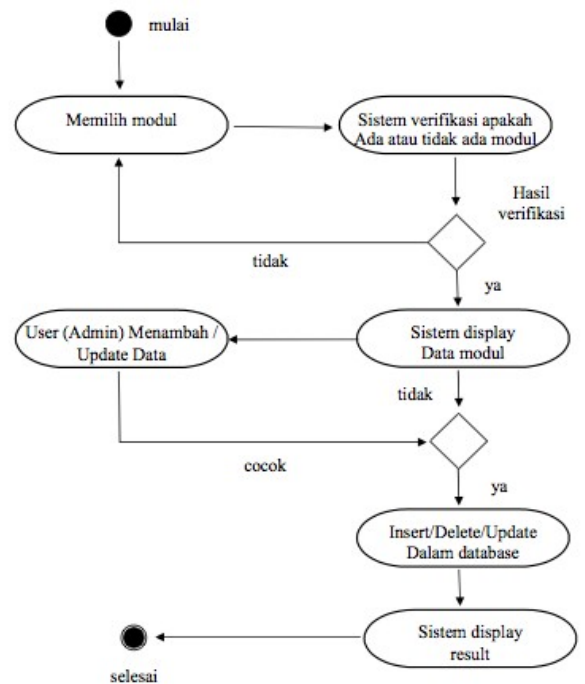 mulai
Memilih modul
Sistem verifikasi apakah
Ada atau tidak ada modul
Hasil
verifikasi
tidak
ya
User (Admin) Menambah /
Update Data
Sistem display
Data modul
tidak
cocok
ya
Insert/Delete/Update
Dalam database
Sistem display
result
selesai